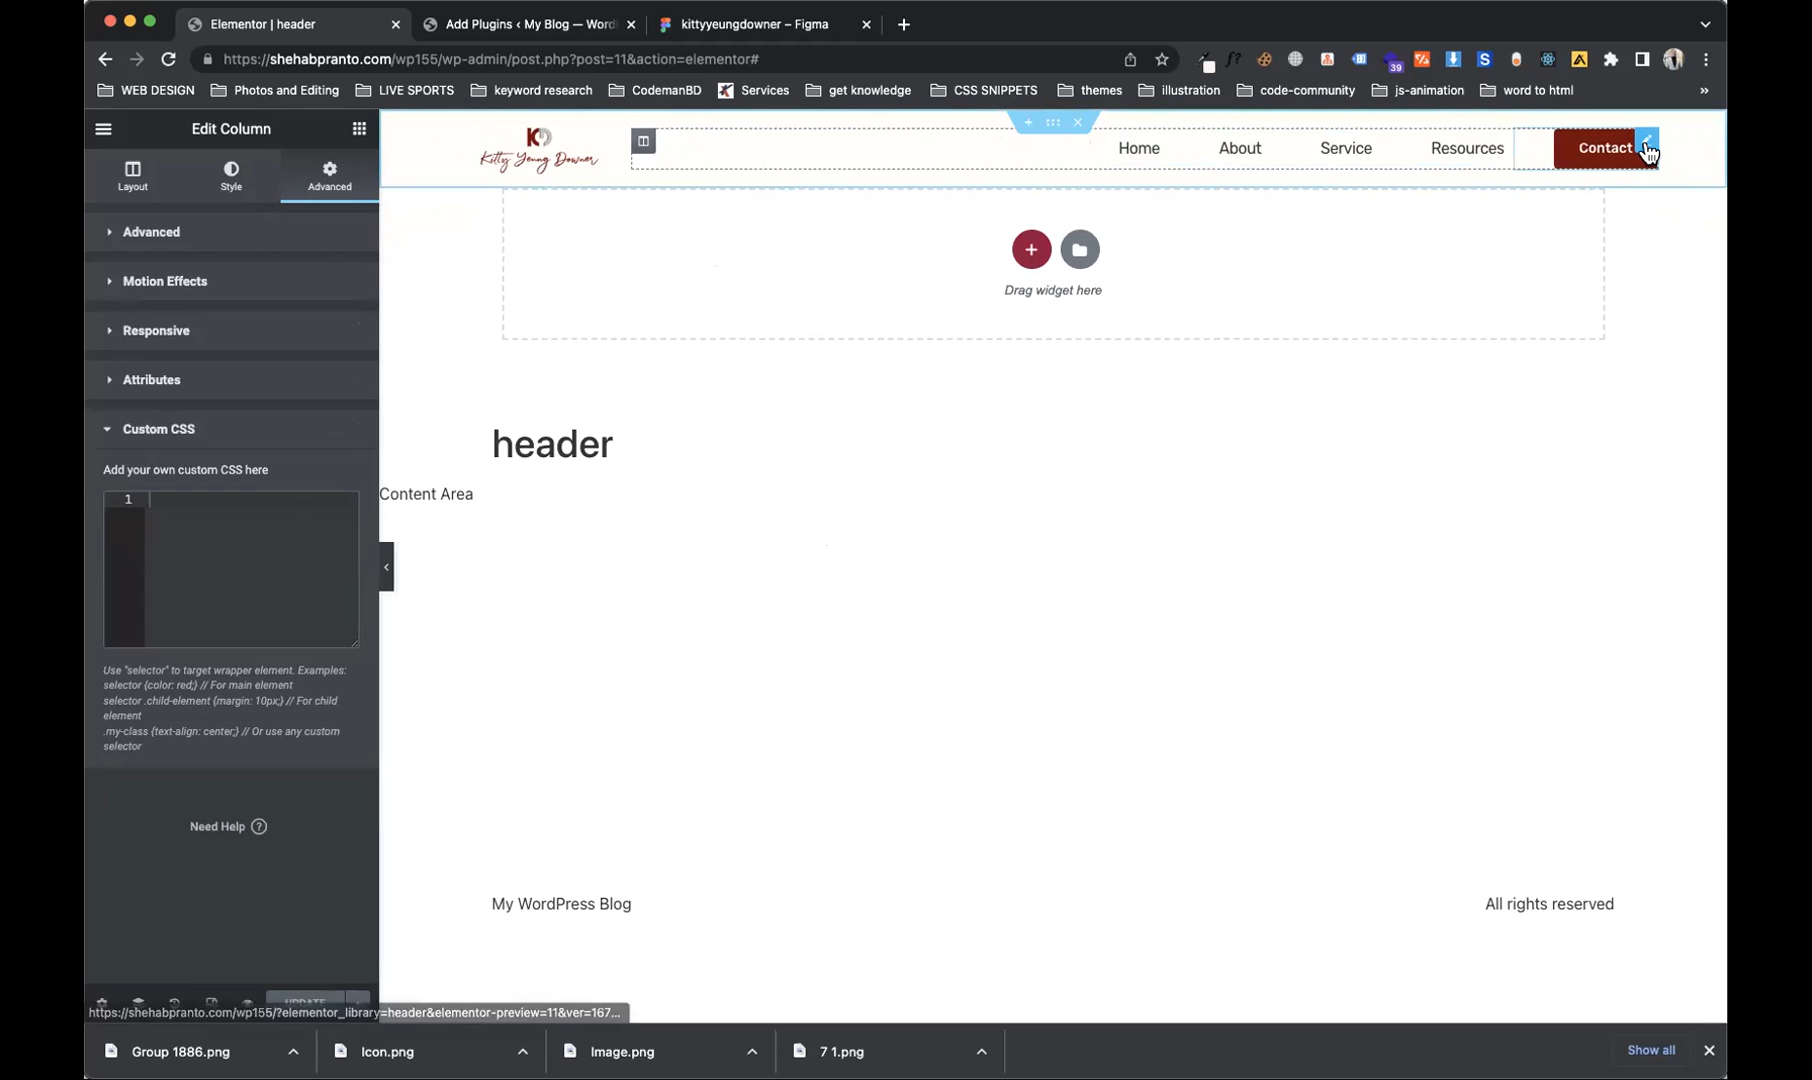 Elementor | header
Add Plugins ‹ My Blog — Word
kittyyeungdowner – Figma
https://shehabpranto.com/wp155/wp-admin/post.php?post=11&action=elementor#
39
WEB DESIGN
Photos and Editing
LIVE SPORTS
keyword research
CodemanBD
Services
get knowledge
CSS SNIPPETS
themes
illustration
code-community
js-animation
word to html
»
Edit Column
Layout
Style
Advanced
Advanced
Motion Effects
Responsive
Attributes
Custom CSS
Add your own custom CSS here
1
Use "selector" to target wrapper element. Examples:
selector {color: red;} // For main element
selector .child-element {margin: 10px;} // For child
element
.my-class {text-align: center;} // Or use any custom
selector
Need Help
UPDATE
https://shehabpranto.com/wp155/?elementor_library=header&elementor-preview=11&ver=167...
Kitty Yeung Downer
Home
About
Service
Resources
Contact
Drag widget here
header
Content Area
My WordPress Blog
All rights reserved
Group 1886.png
Icon.png
Image.png
7 1.png
Show all